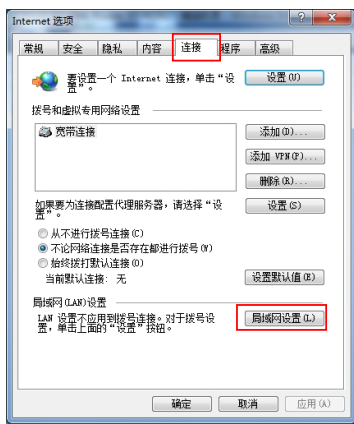 Internet 选项
常规 安全 隐私 内容 连接 程序 高级
要设置一个 Internet 连接，单击“设置”。
设置(U)
拨号和虚拟专用网络设置
宽带连接
添加(D)...
添加 VPN(P)...
删除(R)...
如果要为连接配置代理服务器，请选择“设置”。
设置(S)
从不进行拨号连接(C)
不论网络连接是否存在都进行拨号(W)
始终拨打默认连接(O)
当前默认连接： 无
设置默认值(E)
局域网(LAN)设置
LAN 设置不应用到拨号连接。对于拨号设置，单击上面的“设置”按钮。
局域网设置(L)
确定 取消 应用(A)